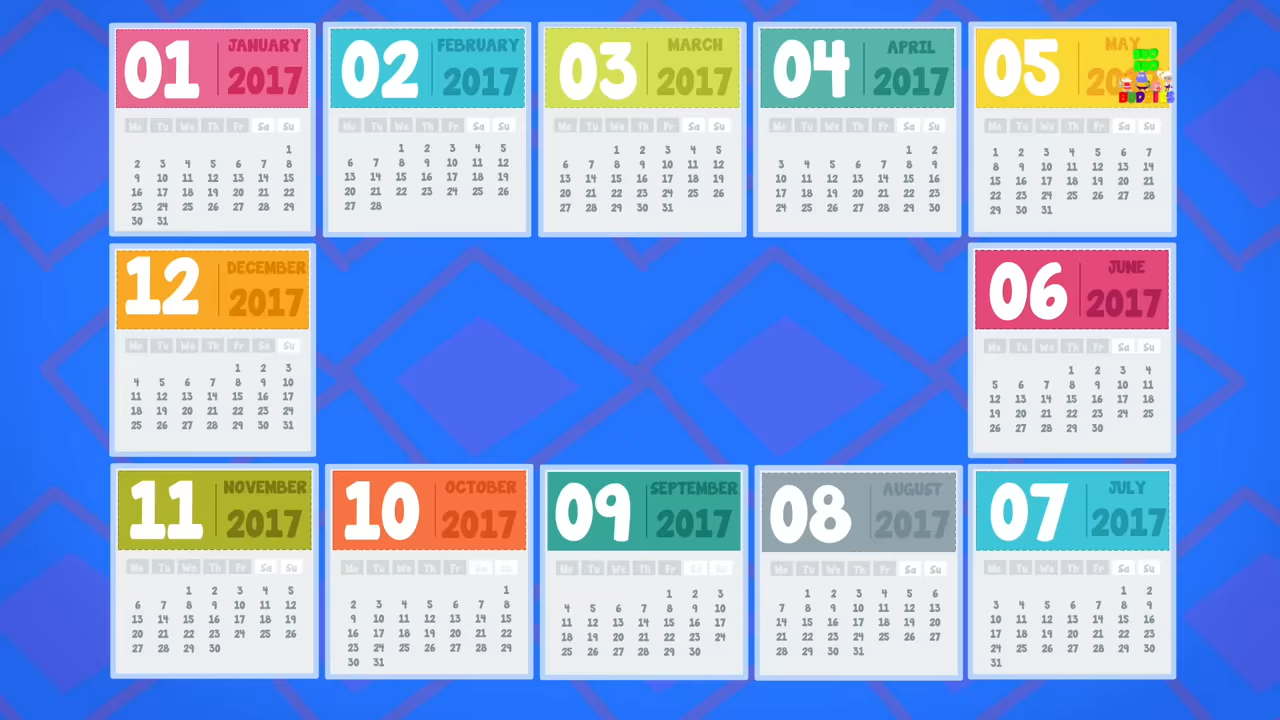 01
JANUARY
2017
Mo Tu We Th Fr Sa Su
1
2 3 4 5 6 7 8
9 10 11 12 13 14 15
16 17 18 19 20 21 22
23 24 25 26 27 28 29
30 31
02
FEBRUARY
2017
Mo Tu We Th Fr Sa Su
1 2 3 4 5
6 7 8 9 10 11 12
13 14 15 16 17 18 19
20 21 22 23 24 25 26
27 28
03
MARCH
2017
Mo Tu We Th Fr Sa Su
1 2 3 4 5
6 7 8 9 10 11 12
13 14 15 16 17 18 19
20 21 22 23 24 25 26
27 28 29 30 31
04
APRIL
2017
Mo Tu We Th Fr Sa Su
1 2
3 4 5 6 7 8 9
10 11 12 13 14 15 16
17 18 19 20 21 22 23
24 25 26 27 28 29 30
05
MAY
20
BUDDIES
Mo Tu We Th Fr Sa Su
1 2 3 4 5 6 7
8 9 10 11 12 13 14
15 16 17 18 19 20 21
22 23 24 25 26 27 28
29 30 31
12
DECEMBER
2017
Mo Tu We Th Fr Sa Su
1 2 3
4 5 6 7 8 9 10
11 12 13 14 15 16 17
18 19 20 21 22 23 24
25 26 27 28 29 30 31
06
JUNE
2017
Mo Tu We Th Fr Sa Su
1 2 3 4
5 6 7 8 9 10 11
12 13 14 15 16 17 18
19 20 21 22 23 24 25
26 27 28 29 30
11
NOVEMBER
2017
Mo Tu We Th Fr Sa Su
1 2 3 4 5
6 7 8 9 10 11 12
13 14 15 16 17 18 19
20 21 22 23 24 25 26
27 28 29 30
10
OCTOBER
2017
Mo Tu We Th Fr Sa Su
1
2 3 4 5 6 7 8
9 10 11 12 13 14 15
16 17 18 19 20 21 22
23 24 25 26 27 28 29
30 31
09
SEPTEMBER
2017
Mo Tu We Th Fr Sa Su
1 2 3
4 5 6 7 8 9 10
11 12 13 14 15 16 17
18 19 20 21 22 23 24
25 26 27 28 29 30
08
AUGUST
2017
Mo Tu We Th Fr Sa Su
1 2 3 4 5 6
7 8 9 10 11 12 13
14 15 16 17 18 19 20
21 22 23 24 25 26 27
28 29 30 31
07
JULY
2017
Mo Tu We Th Fr Sa Su
1 2
3 4 5 6 7 8 9
10 11 12 13 14 15 16
17 18 19 20 21 22 23
24 25 26 27 28 29 30
31